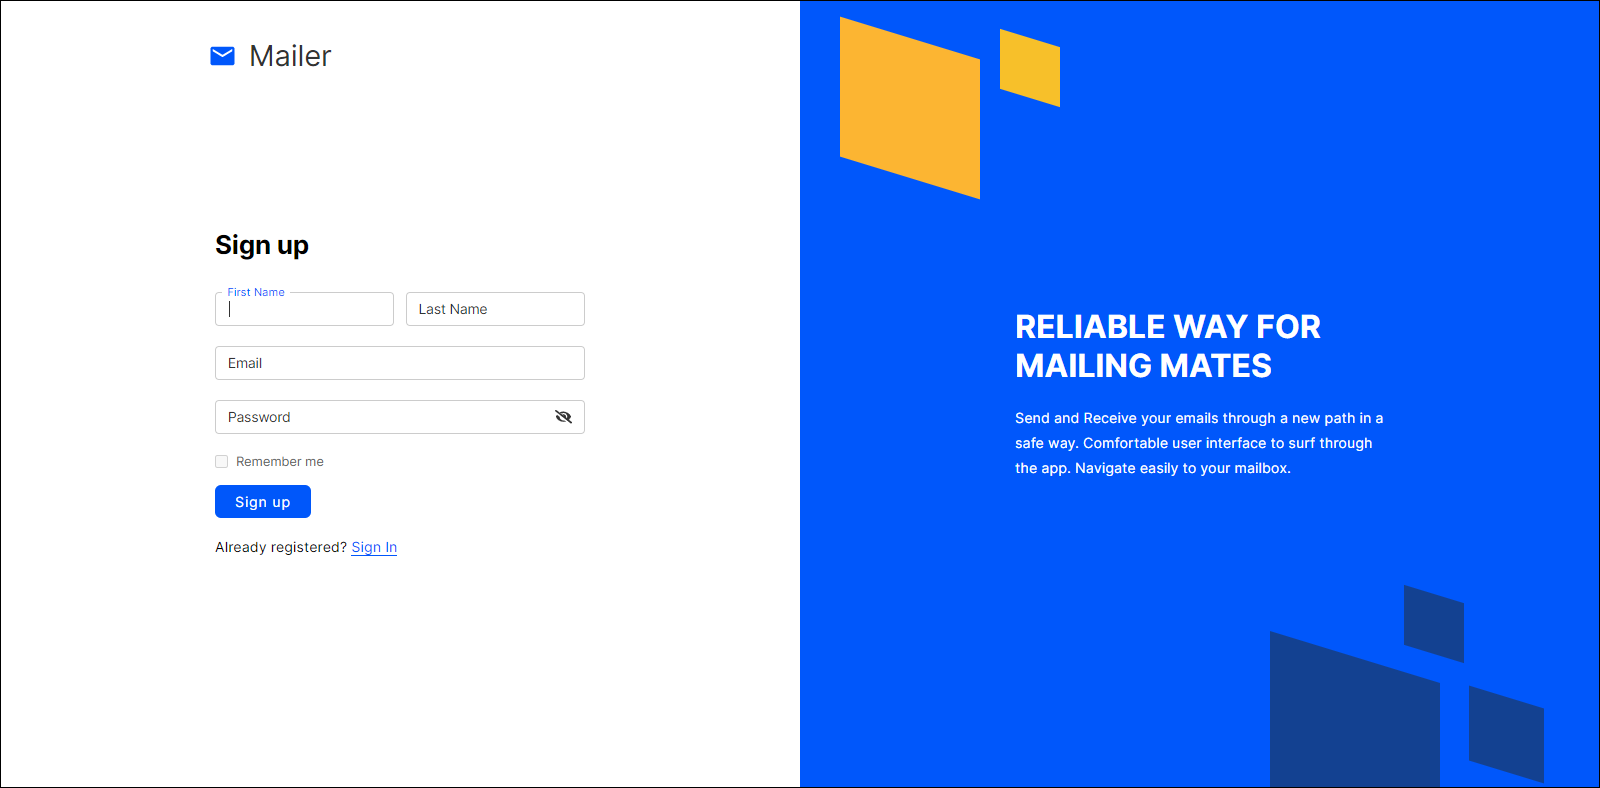 Mailer
Sign up
First Name
Last Name
Email
Password
Remember me
Sign up
Already registered? Sign In
RELIABLE WAY FOR
MAILING MATES
Send and Receive your emails through a new path in a
safe way. Comfortable user interface to surf through
the app. Navigate easily to your mailbox.